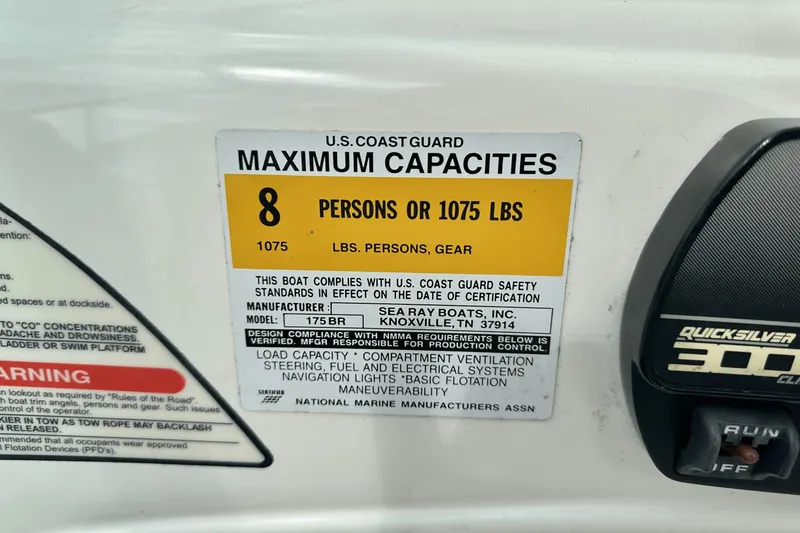 U.S. COAST GUARD
MAXIMUM CAPACITIES
8 PERSONS OR 1075 LBS
1075 LBS. PERSONS, GEAR
THIS BOAT COMPLIES WITH U.S. COAST GUARD SAFETY
STANDARDS IN EFFECT ON THE DATE OF CERTIFICATION
MANUFACTURER: SEA RAY BOATS, INC.
MODEL: 175 BR KNOXVILLE, TN 37914
DESIGN COMPLIANCE WITH NMMA REQUIREMENTS BELOW IS
VERIFIED. MFGR RESPONSIBLE FOR PRODUCTION CONTROL.
LOAD CAPACITY * COMPARTMENT VENTILATION
STEERING, FUEL AND ELECTRICAL SYSTEMS
NAVIGATION LIGHTS *BASIC FLOTATION
MANEUVERABILITY
CERTIFIED
NATIONAL MARINE MANUFACTURERS ASSN
ention:
ns.
d.
ed spaces or at dockside.
TO "CO" CONCENTRATIONS
ADACHE AND DROWSINESS.
LADDER OR SWIM PLATFORM
ARNING
n lookout as required by "Rules of the Road"
h boat trim angels, persons and gear. Such issues
ontrol of the operator.
KIER IN TOW AS TOW ROPE MAY BACKLASH
N RELEASED.
mmended that all occupants wear approved
l Flotation Devices (PFD's).
QUICKSILVER
300
RUN
OFF